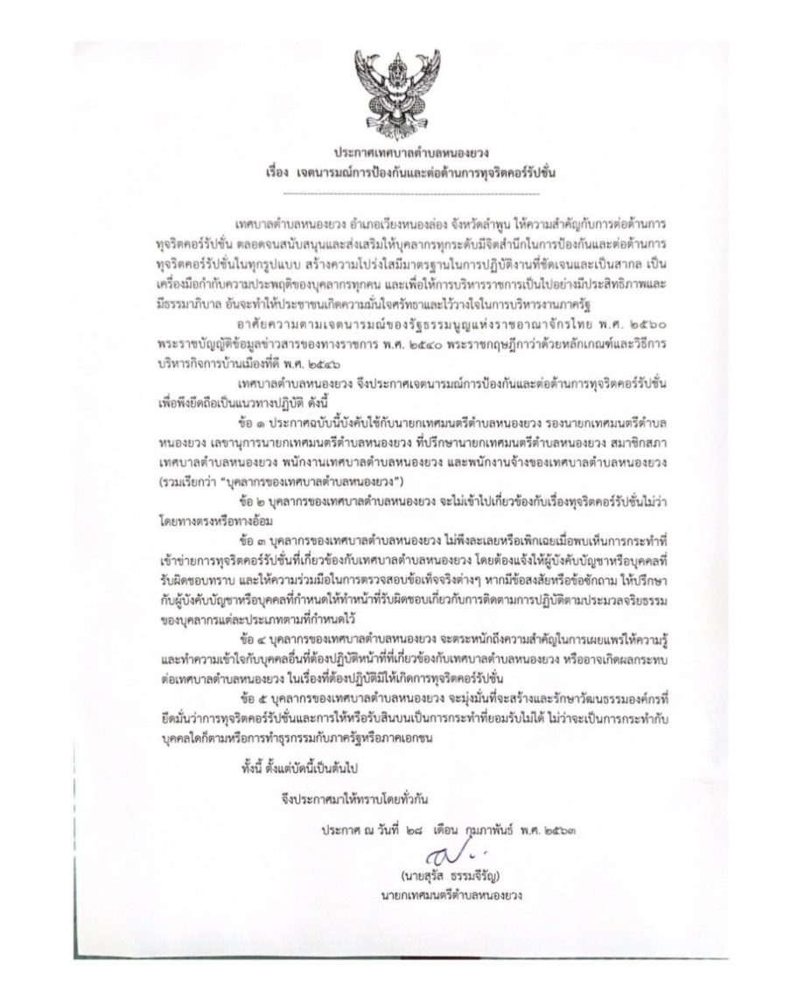 ประกาศเทศบาลตำบลหนองยวง
เรื่อง เจตนารมณ์การป้องกันและต่อต้านการทุจริตคอร์รัปชั่น
เทศบาลตำบลหนองยวง อำเภอเวียงหนองล่อง จังหวัดลำพูน ให้ความสำคัญกับการต่อต้านการ
ทุจริตคอร์รัปชั่น ตลอดจนสนับสนุนและส่งเสริมให้บุคลากรทุกระดับมีจิตสำนึกในการป้องกันและต่อต้านการ
ทุจริตคอร์รัปชั่นในทุกรูปแบบ สร้างความโปร่งใสมีมาตรฐานในการปฏิบัติงานที่ชัดเจนและเป็นสากล เป็น
เครื่องมือกำกับความประพฤติของบุคลากรทุกคน และเพื่อให้การบริหารราชการเป็นไปอย่างมีประสิทธิภาพและ
มีธรรมาภิบาล อันจะทำให้ประชาชนเกิดความมั่นใจศรัทธาและไว้วางใจในการบริหารงานภาครัฐ
อาศัยความตามเจตนารมณ์ของรัฐธรรมนูญแห่งราชอาณาจักรไทย พ.ศ. ๒๕๖๐
พระราชบัญญัติข้อมูลข่าวสารของทางราชการ พ.ศ. ๒๕๔๐ พระราชกฤษฎีกาว่าด้วยหลักเกณฑ์และวิธีการ
บริหารกิจการบ้านเมืองที่ดี พ.ศ. ๒๕๔๖
เทศบาลตำบลหนองยวง จึงประกาศเจตนารมณ์การป้องกันและต่อต้านการทุจริตคอร์รัปชั่น
เพื่อพึงยึดถือเป็นแนวทางปฏิบัติ ดังนี้
ข้อ ๑ ประกาศฉบับนี้บังคับใช้กับนายกเทศมนตรีตำบลหนองยวง รองนายกเทศมนตรีตำบล
หนองยวง เลขานุการนายกเทศมนตรีตำบลหนองยวง ที่ปรึกษานายกเทศมนตรีตำบลหนองยวง สมาชิกสภา
เทศบาลตำบลหนองยวง พนักงานเทศบาลตำบลหนองยวง และพนักงานจ้างของเทศบาลตำบลหนองยวง
(รวมเรียกว่า “บุคลากรของเทศบาลตำบลหนองยวง”)
ข้อ ๒ บุคลากรของเทศบาลตำบลหนองยวง จะไม่เข้าไปเกี่ยวข้องกับเรื่องทุจริตคอร์รัปชั่นไม่ว่า
โดยทางตรงหรือทางอ้อม
ข้อ ๓ บุคลากรของเทศบาลตำบลหนองยวง ไม่พึงละเลยหรือเพิกเฉยเมื่อพบเห็นการกระทำที่
เข้าข่ายการทุจริตคอร์รัปชั่นที่เกี่ยวข้องกับเทศบาลตำบลหนองยวง โดยต้องแจ้งให้ผู้บังคับบัญชาหรือบุคคลที่
รับผิดชอบทราบ และให้ความร่วมมือในการตรวจสอบข้อเท็จจริงต่างๆ หากมีข้อสงสัยหรือข้อซักถาม ให้ปรึกษา
กับผู้บังคับบัญชาหรือบุคคลที่กำหนดให้ทำหน้าที่รับผิดชอบเกี่ยวกับการติดตามการปฏิบัติตามประมวลจริยธรรม
ของบุคลากรแต่ละประเภทตามที่กำหนดไว้
ข้อ ๔ บุคลากรของเทศบาลตำบลหนองยวง จะตระหนักถึงความสำคัญในการเผยแพร่ให้ความรู้
และทำความเข้าใจกับบุคคลอื่นที่ต้องปฏิบัติหน้าที่ที่เกี่ยวข้องกับเทศบาลตำบลหนองยวง หรืออาจเกิดผลกระทบ
ต่อเทศบาลตำบลหนองยวง ในเรื่องที่ต้องปฏิบัติมิให้เกิดการทุจริตคอร์รัปชั่น
ข้อ ๕ บุคลากรของเทศบาลตำบลหนองยวง จะมุ่งมั่นที่จะสร้างและรักษาวัฒนธรรมองค์กรที่
ยึดมั่นว่าการทุจริตคอร์รัปชั่นและการให้หรือรับสินบนเป็นการกระทำที่ยอมรับไม่ได้ ไม่ว่าจะเป็นการกระทำกับ
บุคคลใดก็ตามหรือการทำธุรกรรมกับภาครัฐหรือภาคเอกชน
ทั้งนี้ ตั้งแต่บัดนี้เป็นต้นไป
จึงประกาศมาให้ทราบโดยทั่วกัน
ประกาศ ณ วันที่ ๒๘ เดือน กุมภาพันธ์ พ.ศ. ๒๕๖๓
(นายสุรัส ธรรมจีรัญ)
นายกเทศมนตรีตำบลหนองยวง